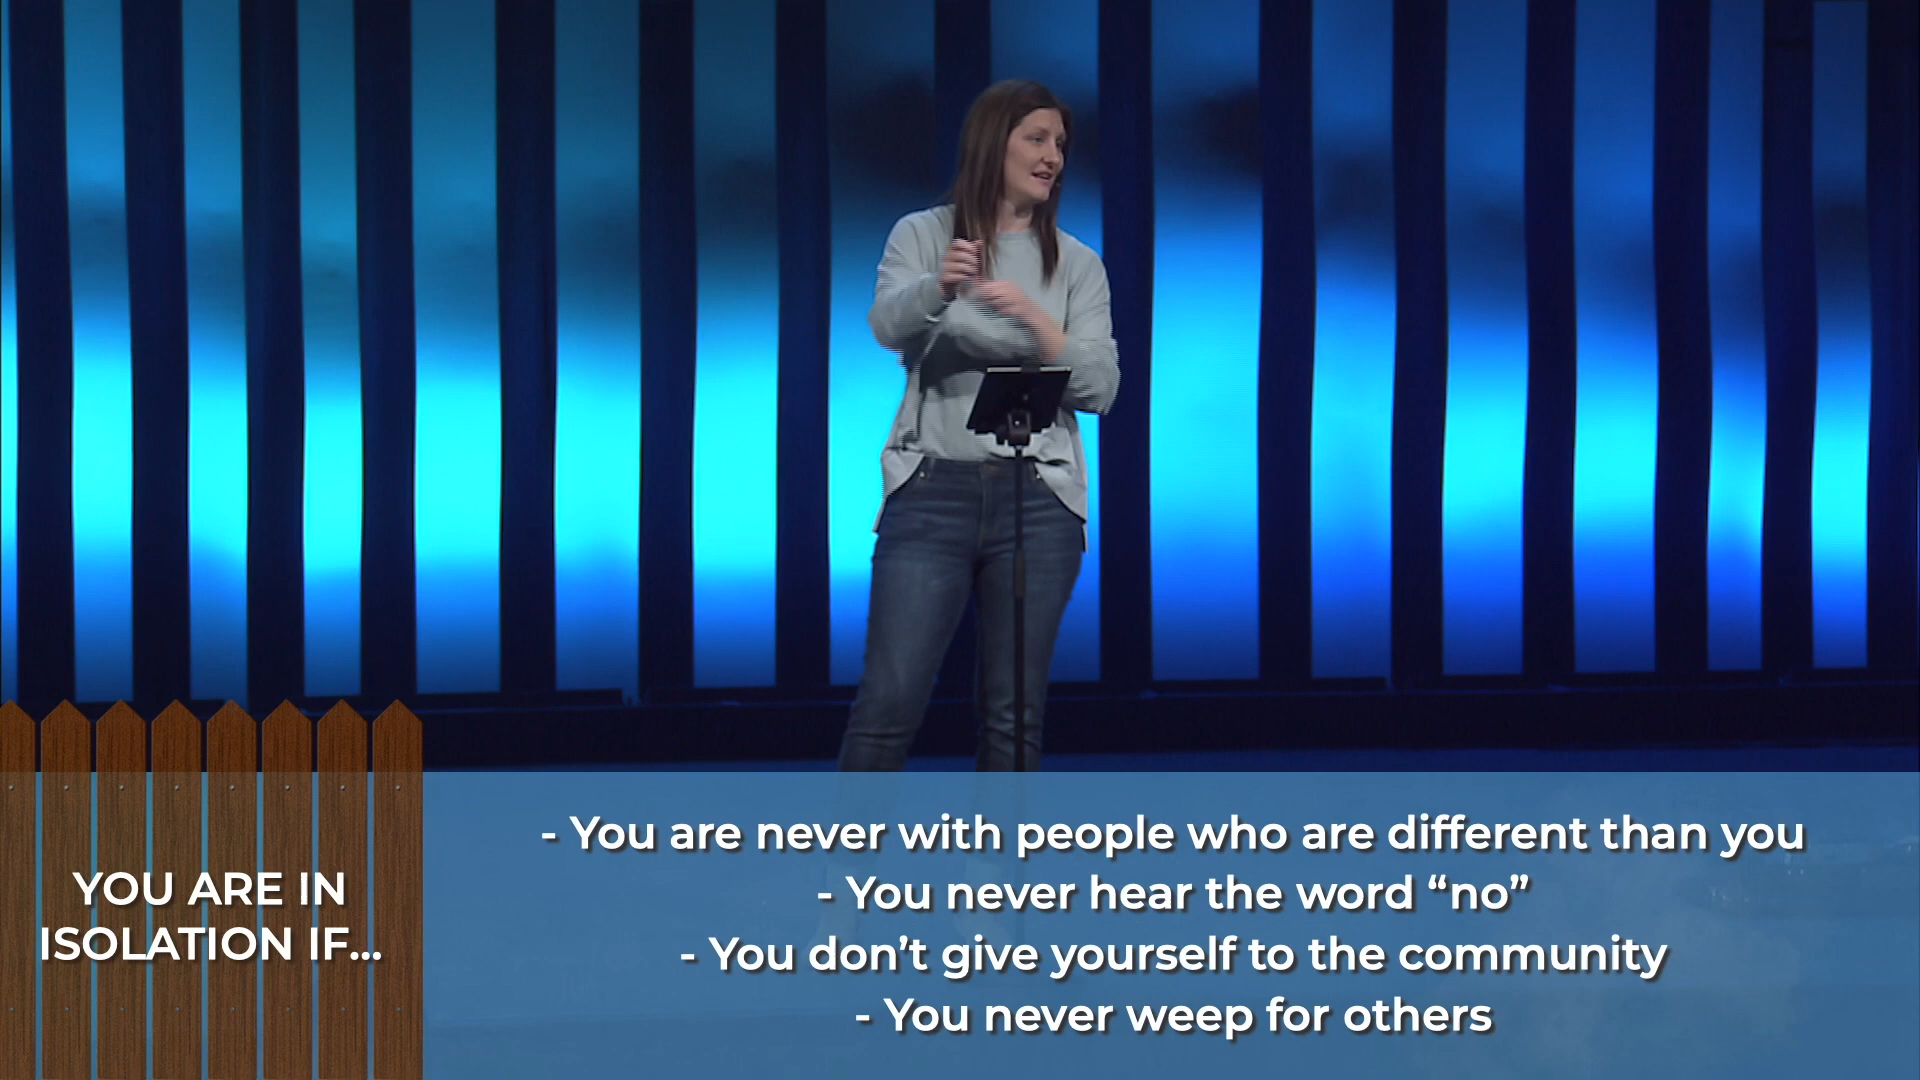 YOU ARE IN
ISOLATION IF...
- You are never with people who are different than you
- You never hear the word “no”
- You don’t give yourself to the community
- You never weep for others